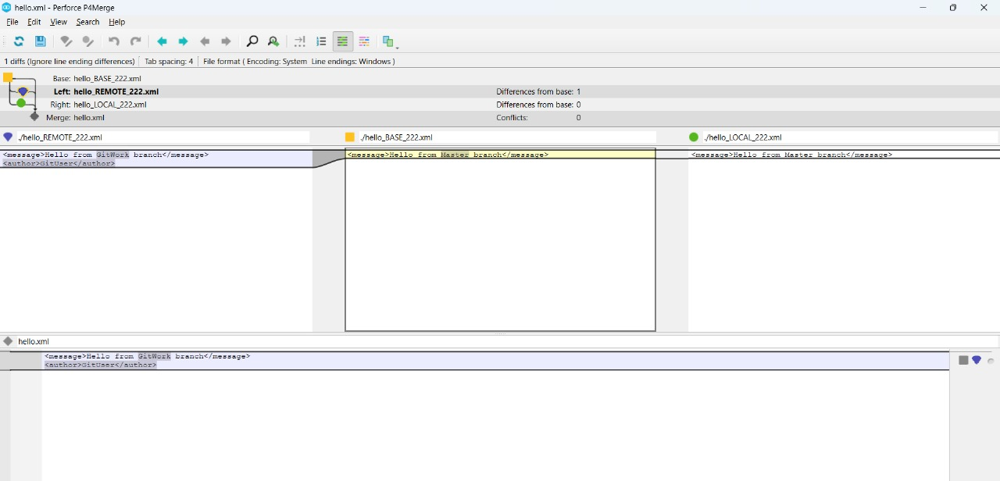 hello.xml - Perforce P4Merge
File Edit View Search Help
1 diffs (Ignore line ending differences) Tab spacing: 4 File format ( Encoding: System Line endings: Windows )
Base: hello_BASE_222.xml
Left: hello_REMOTE_222.xml Differences from base: 1
Right: hello_LOCAL_222.xml Differences from base: 0
Merge: hello.xml Conflicts: 0
./hello_REMOTE_222.xml ./hello_BASE_222.xml ./hello_LOCAL_222.xml
<message>Hello from GitWork branch</message> <message>Hello from Master branch</message> <message>Hello from Master branch</message>
<author>GitUser</author>
hello.xml
<message>Hello from GitWork branch</message>
<author>GitUser</author>